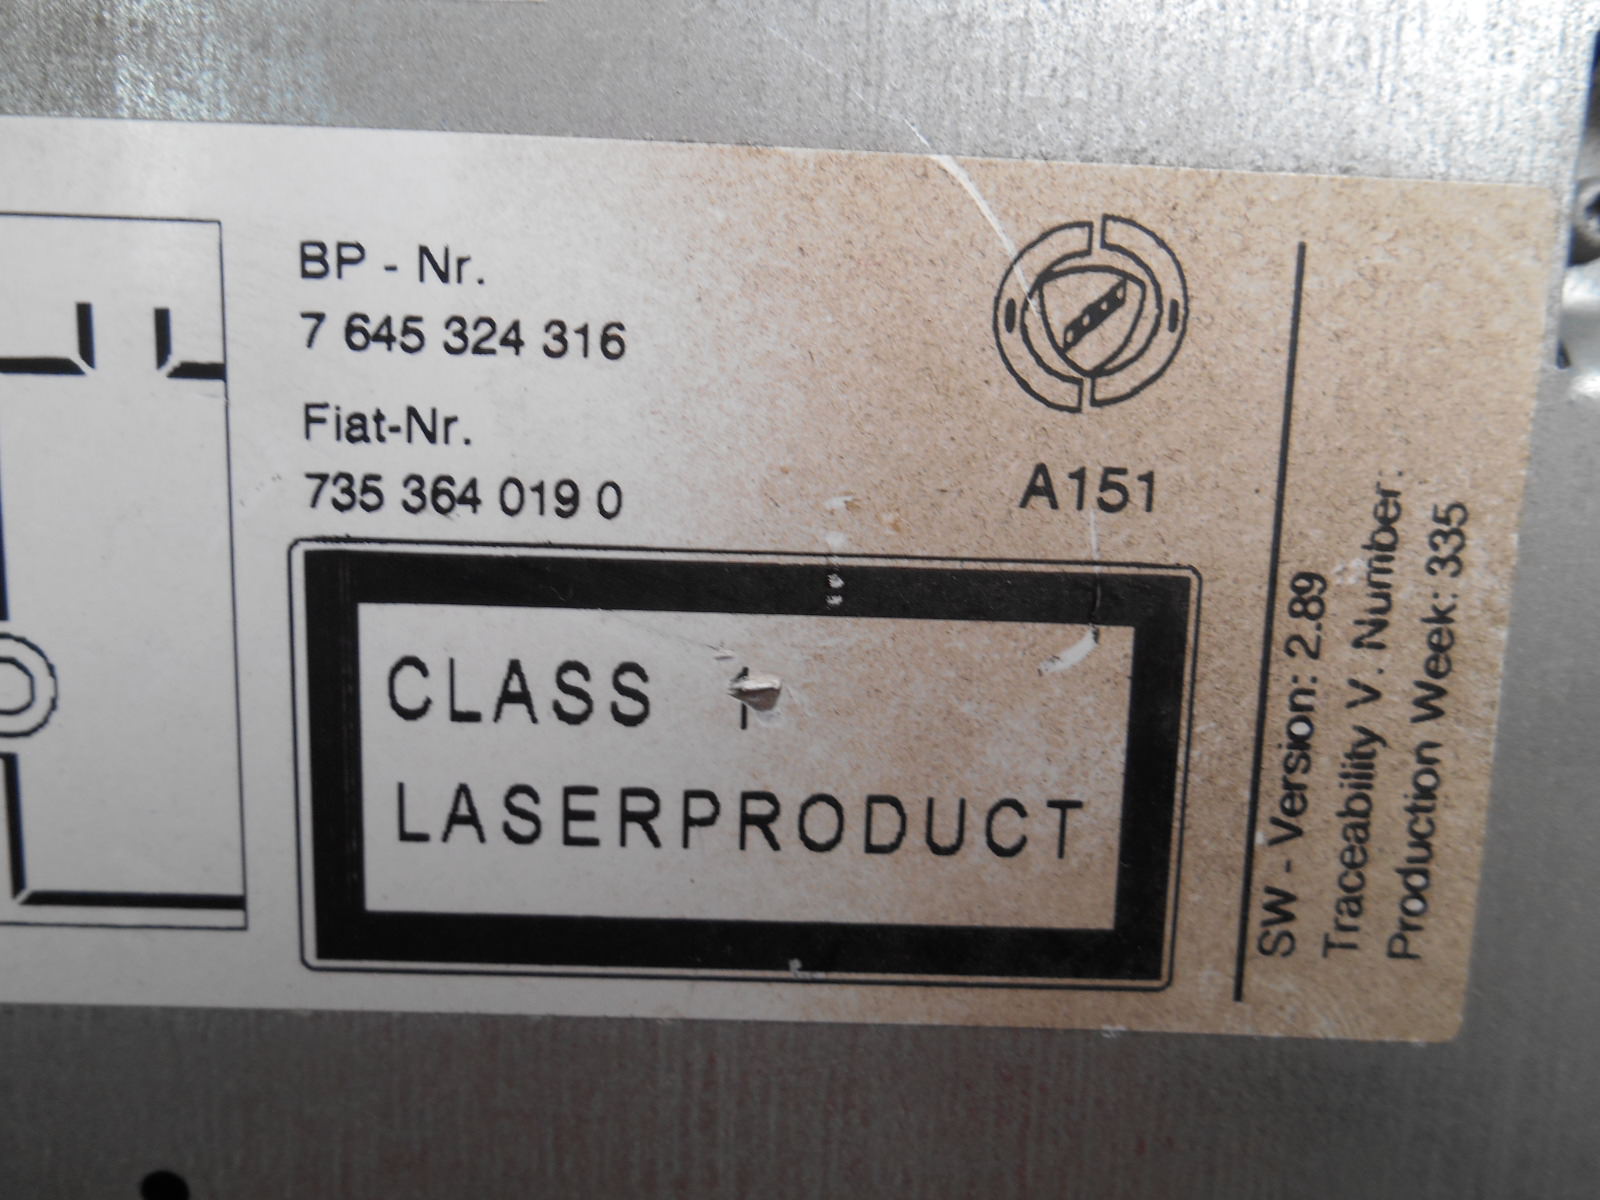 BP - Nr.
7 645 324 316
Fiat-Nr.
735 364 019 0
A151
CLASS 1
LASERPRODUCT
SW - Version: 2.89
Traceability V. Number:
Production Week: 335